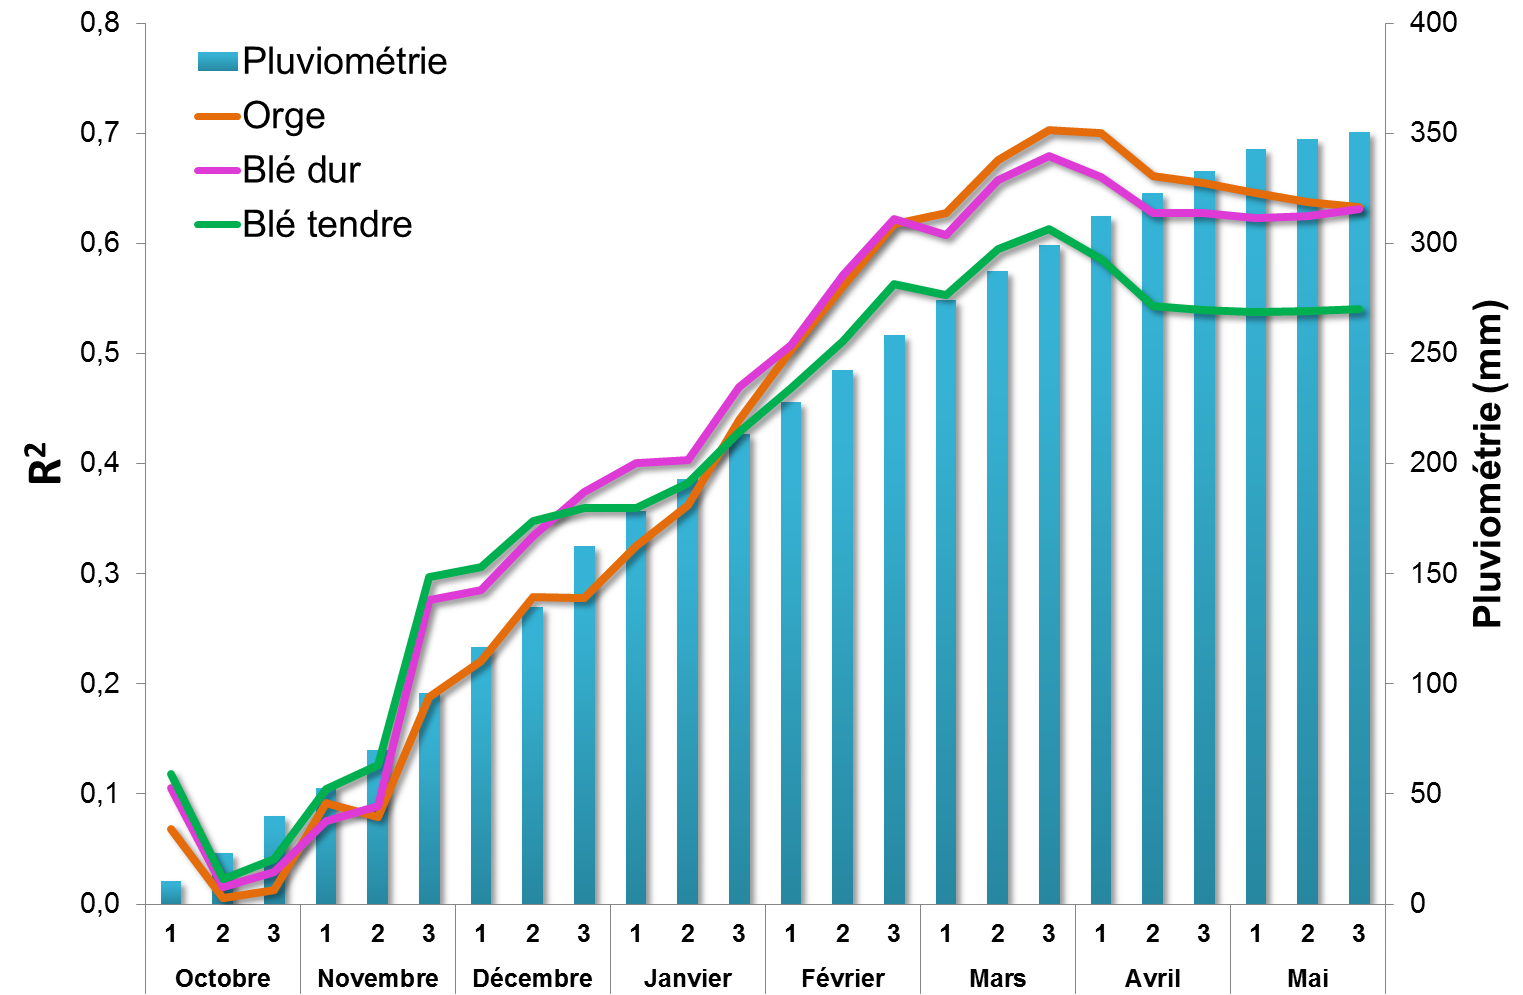 0,8
0,7
0,6
0,5
0,4
0,3
0,2
0,1
0,0
R²
Pluviométrie
Orge
Blé dur
Blé tendre
400
350
300
250
200
150
100
50
0
Pluviométrie (mm)
1 2 3 1 2 3 1 2 3 1 2 3 1 2 3 1 2 3 1 2 3 1 2 3
Octobre Novembre Décembre Janvier Février Mars Avril Mai